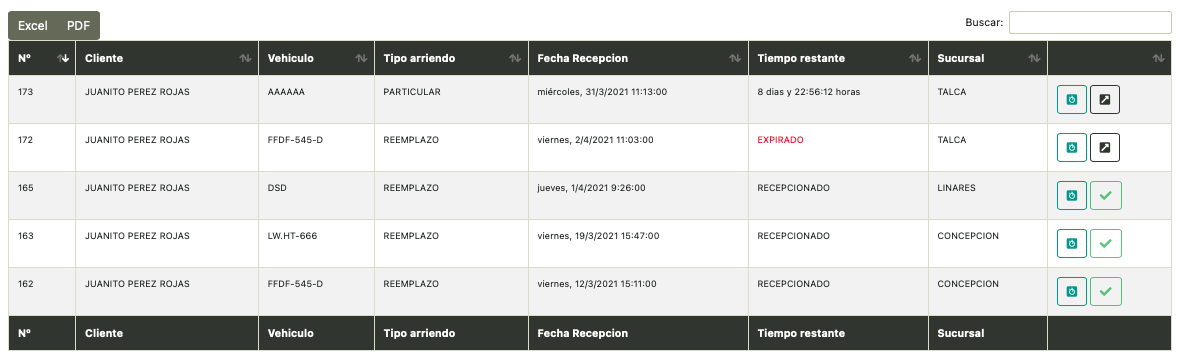 Excel PDF Buscar:
Nº Cliente Vehiculo Tipo arriendo Fecha Recepcion Tiempo restante Sucursal
173 JUANITO PEREZ ROJAS AAAAAA PARTICULAR miércoles, 31/3/2021 11:13:00 8 dias y 22:56:12 horas TALCA
172 JUANITO PEREZ ROJAS FFDF-545-D REEMPLAZO viernes, 2/4/2021 11:03:00 EXPIRADO TALCA
165 JUANITO PEREZ ROJAS DSD REEMPLAZO jueves, 1/4/2021 9:26:00 RECEPCIONADO LINARES
163 JUANITO PEREZ ROJAS LW.HT-666 REEMPLAZO viernes, 19/3/2021 15:47:00 RECEPCIONADO CONCEPCION
162 JUANITO PEREZ ROJAS FFDF-545-D REEMPLAZO viernes, 12/3/2021 15:11:00 RECEPCIONADO CONCEPCION
Nº Cliente Vehiculo Tipo arriendo Fecha Recepcion Tiempo restante Sucursal